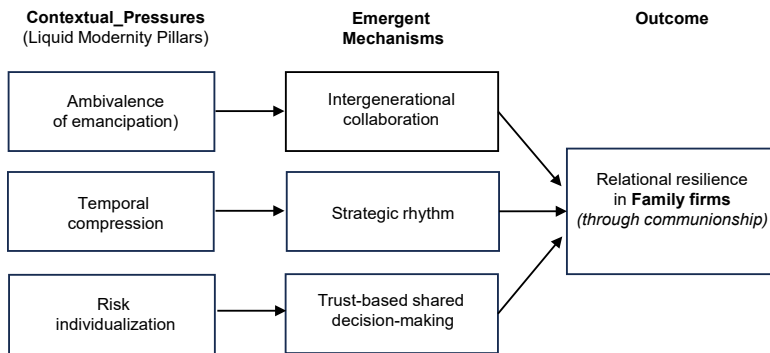 Contextual_Pressures
(Liquid Modernity Pillars)
Emergent
Mechanisms
Outcome
Ambivalence
of emancipation)
Intergenerational
collaboration
Temporal
compression
Strategic rhythm
Relational resilience
in Family firms
(through communionship)
Risk
individualization
Trust-based shared
decision-making